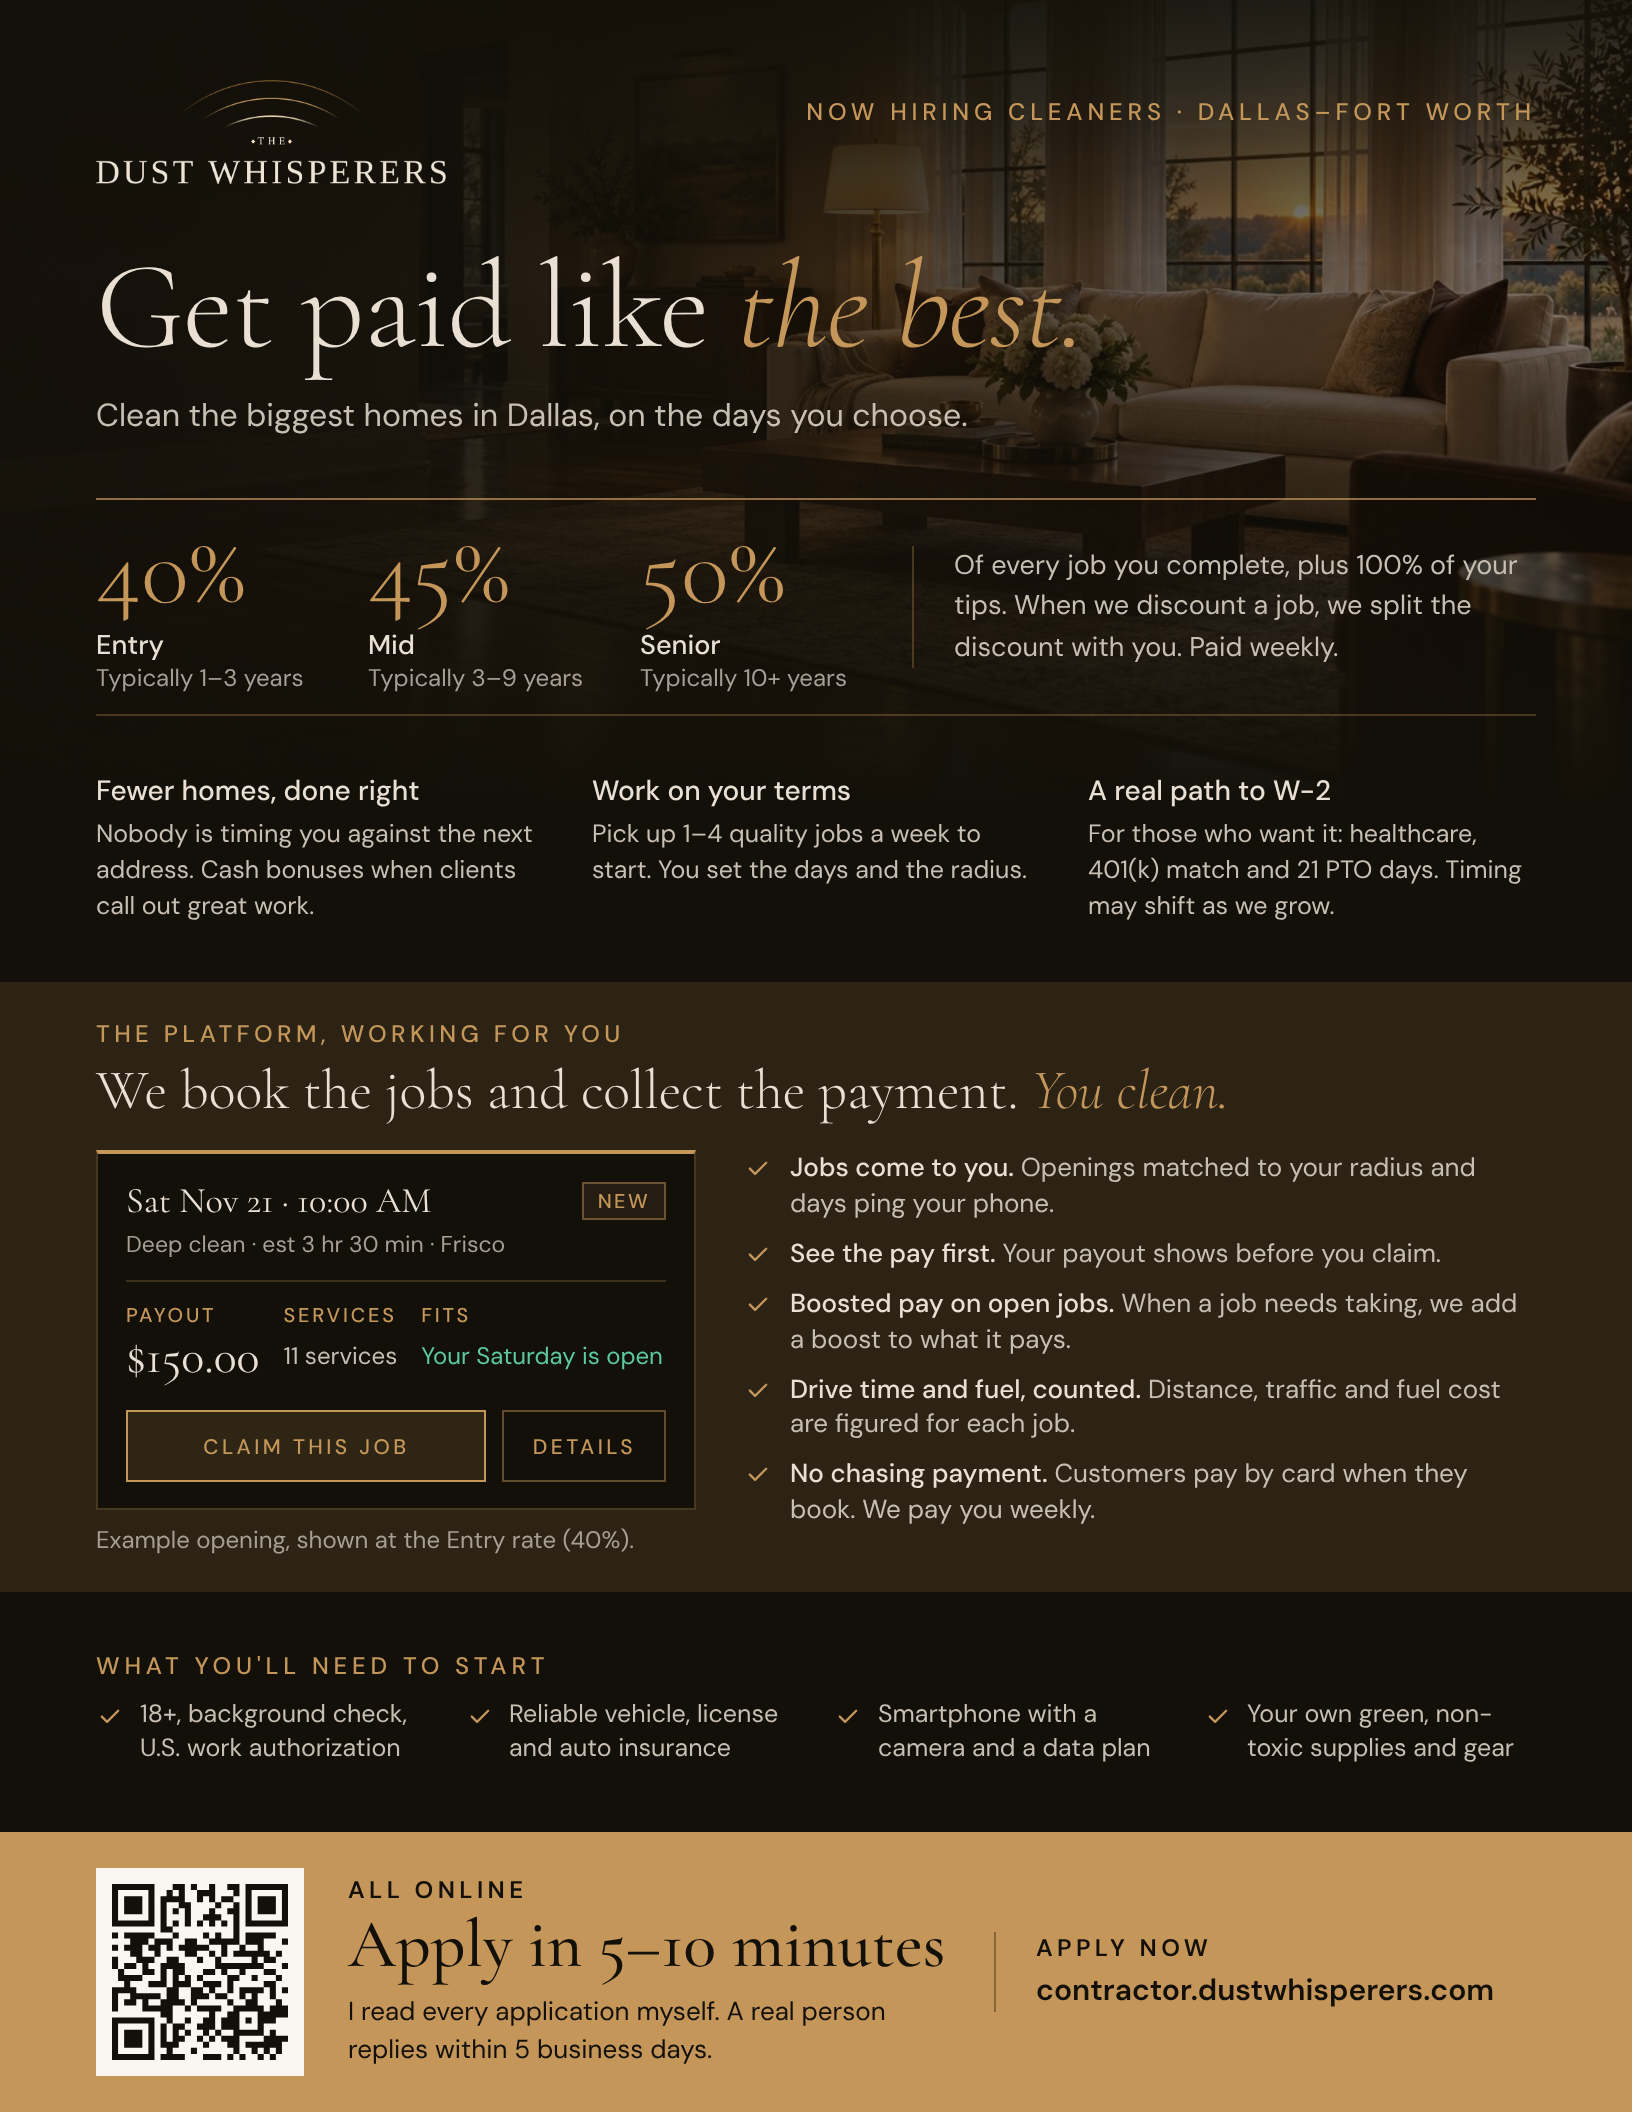 THE
DUST WHISPERERS
NOW HIRING CLEANERS · DALLAS–FORT WORTH
Get paid like the best.
Clean the biggest homes in Dallas, on the days you choose.
40%
Entry
Typically 1–3 years
45%
Mid
Typically 3–9 years
50%
Senior
Typically 10+ years
Of every job you complete, plus 100% of your
tips. When we discount a job, we split the
discount with you. Paid weekly.
Fewer homes, done right
Nobody is timing you against the next
address. Cash bonuses when clients
call out great work.
Work on your terms
Pick up 1–4 quality jobs a week to
start. You set the days and the radius.
A real path to W-2
For those who want it: healthcare,
401(k) match and 21 PTO days. Timing
may shift as we grow.
THE PLATFORM, WORKING FOR YOU
We book the jobs and collect the payment. You clean.
Sat Nov 21 · 10:00 AM
NEW
Deep clean · est 3 hr 30 min · Frisco
PAYOUT
$150.00
SERVICES
11 services
FITS
Your Saturday is open
CLAIM THIS JOB
DETAILS
Example opening, shown at the Entry rate (40%).
Jobs come to you. Openings matched to your radius and
days ping your phone.
See the pay first. Your payout shows before you claim.
Boosted pay on open jobs. When a job needs taking, we add
a boost to what it pays.
Drive time and fuel, counted. Distance, traffic and fuel cost
are figured for each job.
No chasing payment. Customers pay by card when they
book. We pay you weekly.
WHAT YOU'LL NEED TO START
18+, background check,
U.S. work authorization
Reliable vehicle, license
and auto insurance
Smartphone with a
camera and a data plan
Your own green, non-
toxic supplies and gear
ALL ONLINE
Apply in 5–10 minutes
I read every application myself. A real person
replies within 5 business days.
APPLY NOW
contractor.dustwhisperers.com